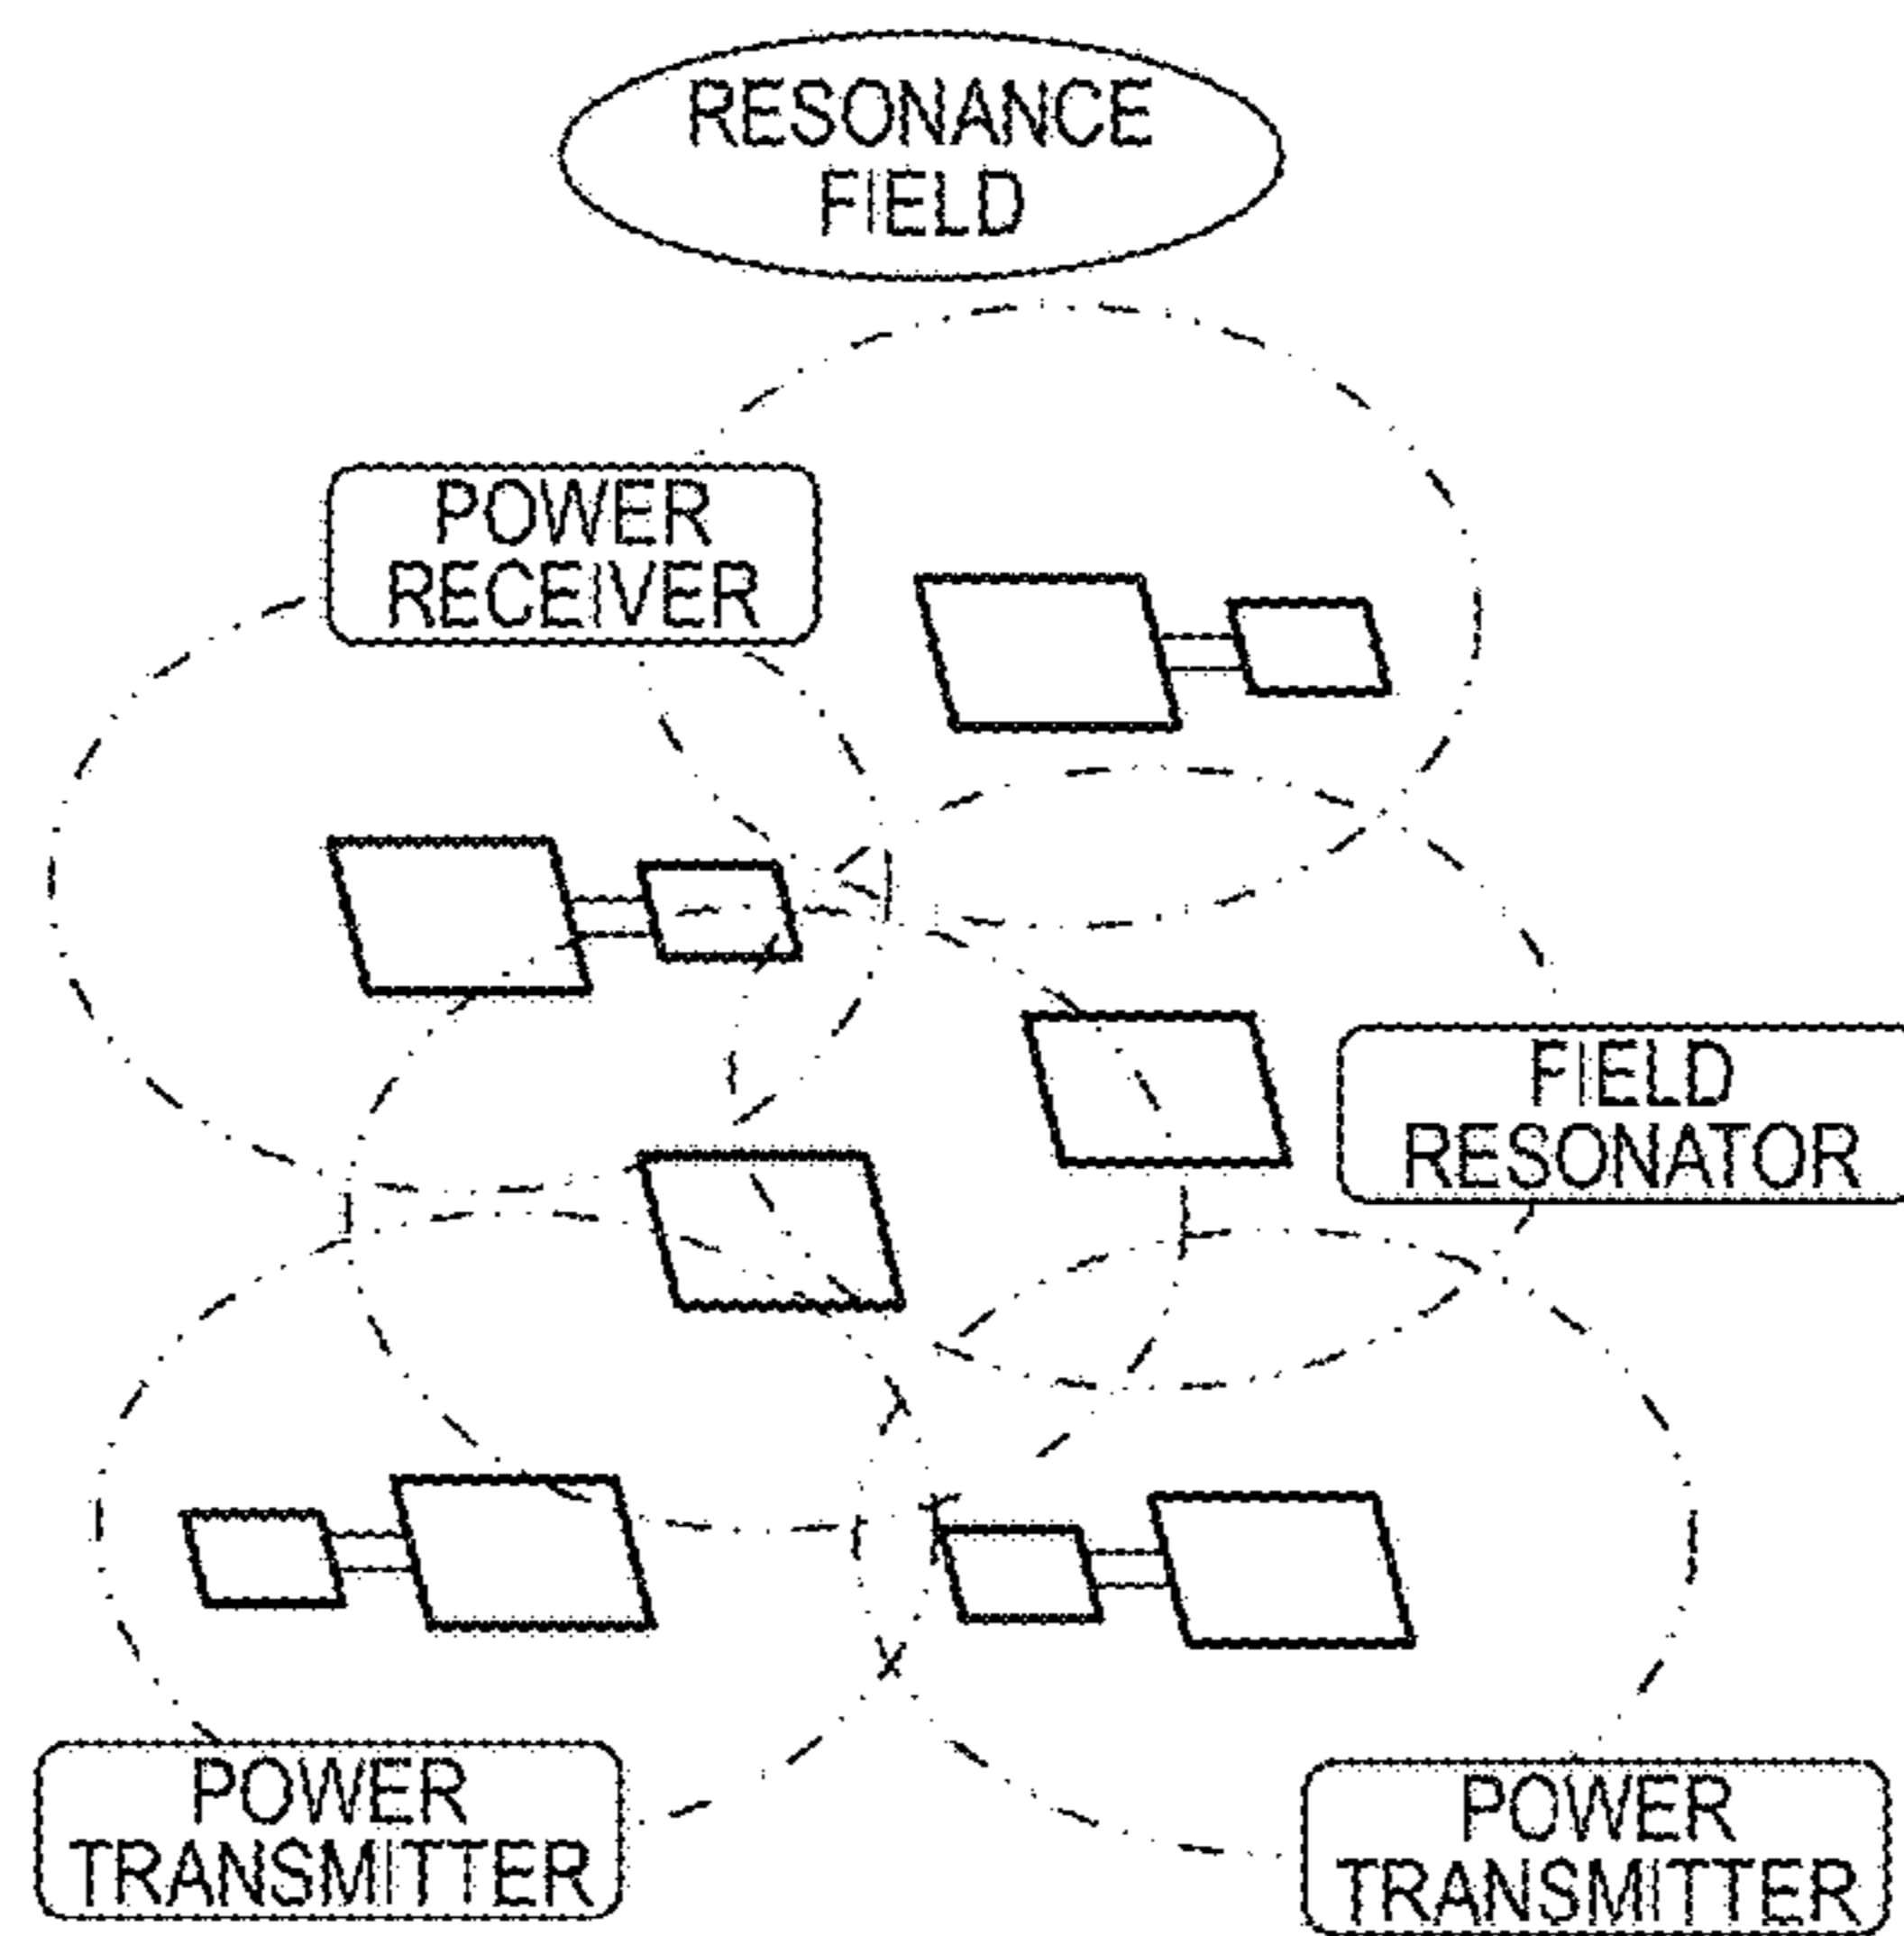 RESONANCE
FIELD
POWER
RECEIVER
FIELD
RESONATOR
POWER
TRANSMITTER
POWER
TRANSMITTER